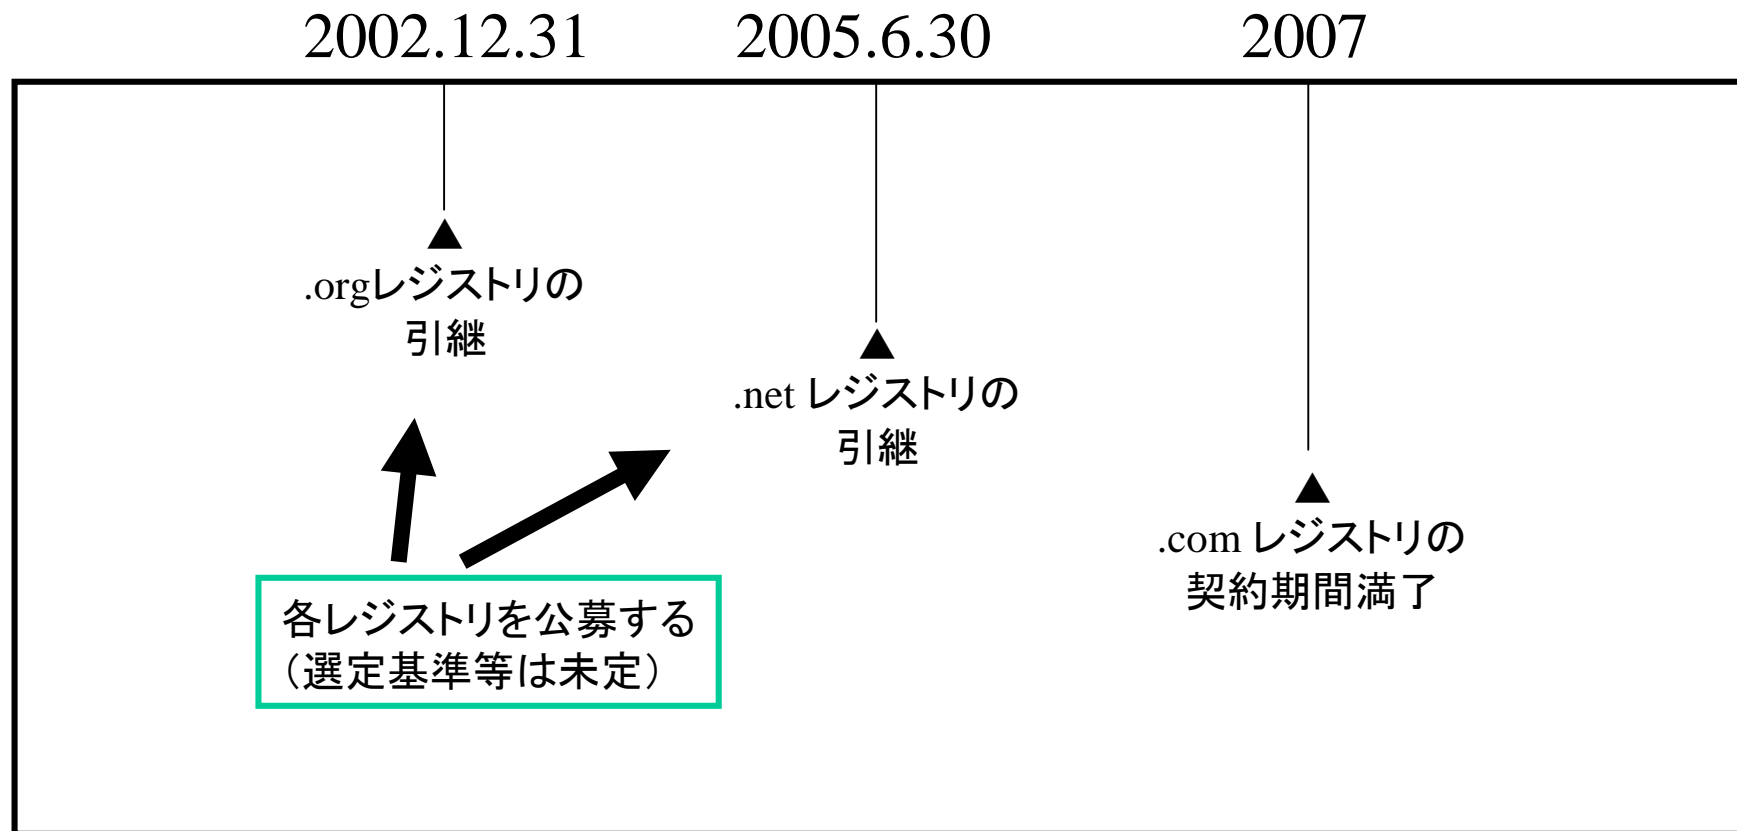 2002.12.31 2005.6.30 2007
.orgレジストリの
引継
.net レジストリの
引継
.com レジストリの
契約期間満了
各レジストリを公募する
（選定基準等は未定）